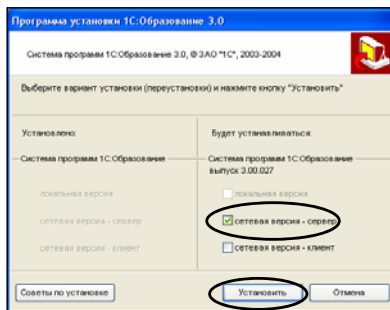 Программа установки 1С:Образование 3.0
Система программ 1С:Образование 3.0, © ЗАО "1С", 2003-2004
Выберите вариант установки (переустановки) и нажмите кнопку "Установить"
Установлено:
Будет устанавливаться:
Система программ 1С:Образование
Система программ 1С:Образование
выпуск 3.00.027
локальная версия
локальная версия
сетевая версия - сервер
сетевая версия - сервер
сетевая версия - клиент
сетевая версия - клиент
Советы по установке
Установить
Отмена